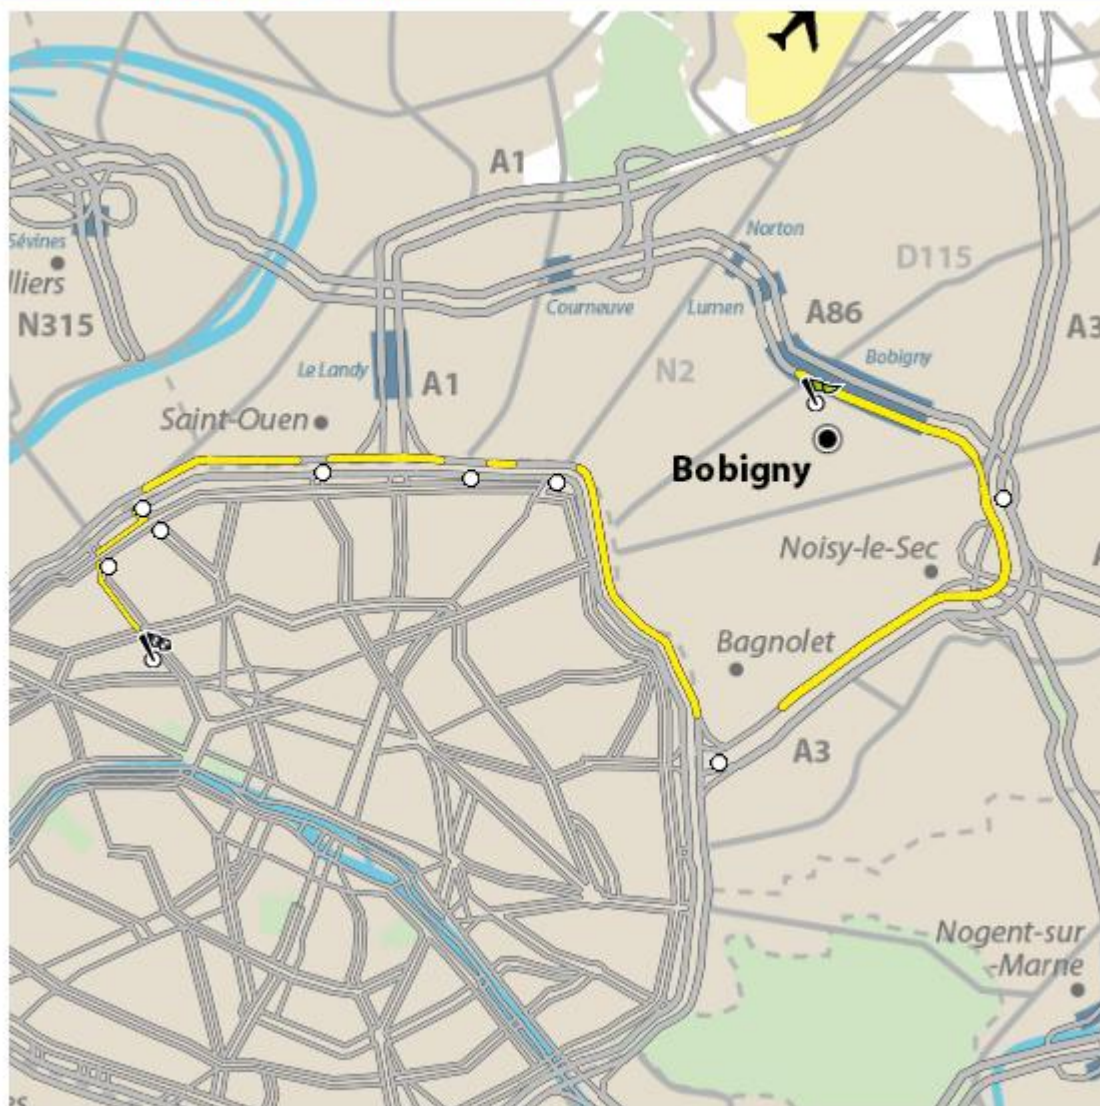 A1
Norton
Sévines
lliers
D115
Courneuve
Lumen
A86
N315
A3
Le Landy
A1
N2
Bobigny
Saint-Ouen
Bobigny
Noisy-le-Sec
A
Bagnolet
A3
Nogent-sur
-Marne
es